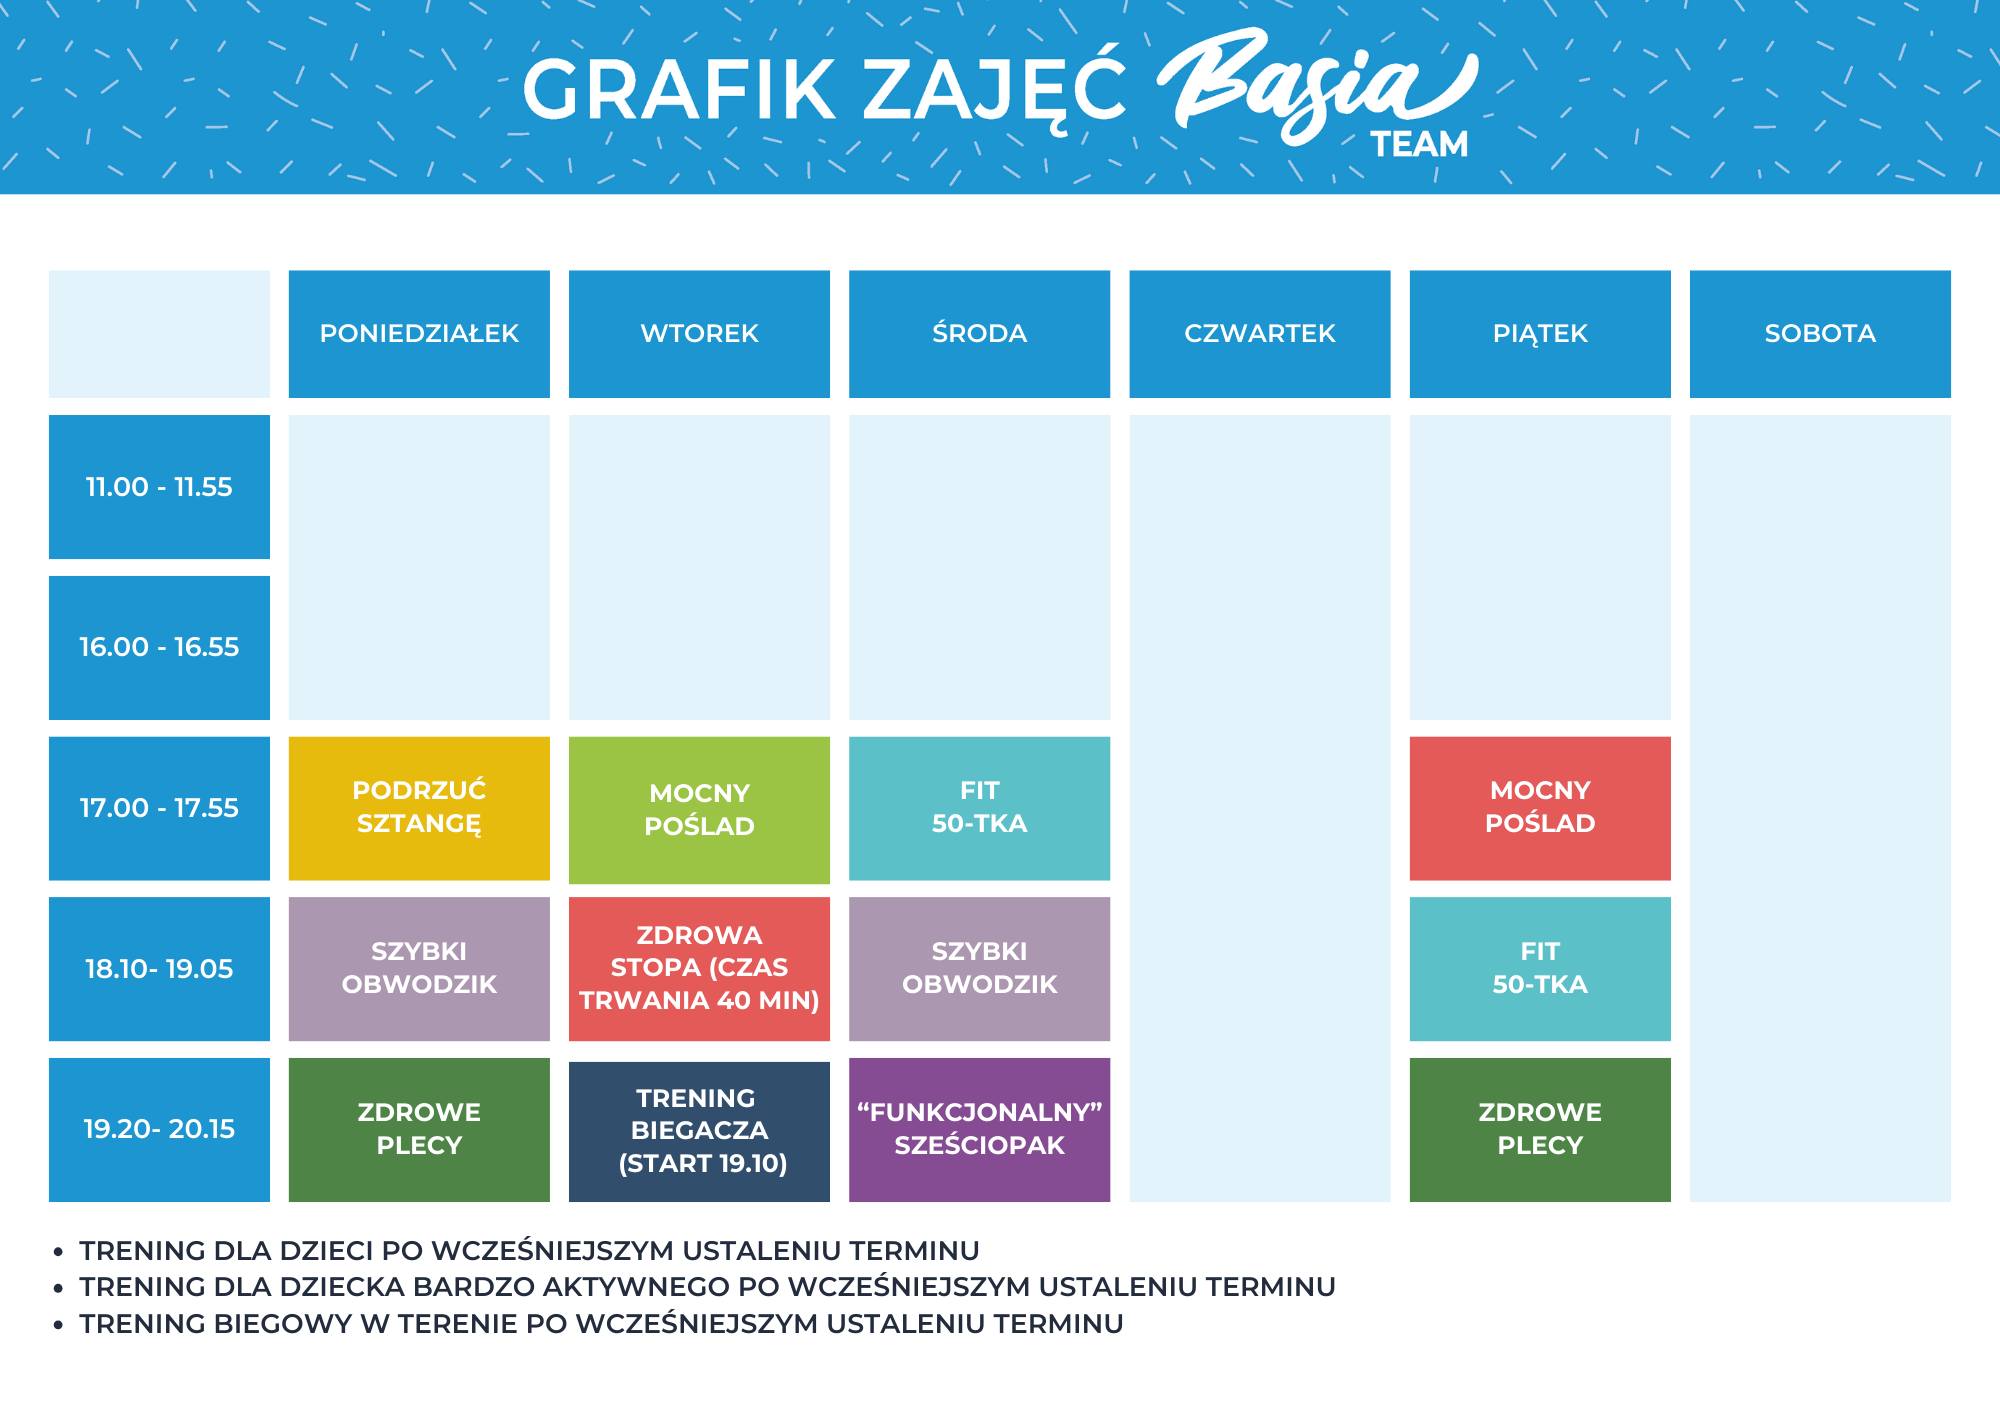 GRAFIK ZAJĘĆ Basia
TEAM
PONIEDZIAŁEK WTOREK ŚRODA CZWARTEK PIĄTEK SOBOTA
11.00 - 11.55
16.00 - 16.55
17.00 - 17.55
PODRZUĆ
SZTANGĘ
MOCNY
POŚLAD
FIT
50-TKA
MOCNY
POŚLAD
18.10- 19.05
SZYBKI
OBWODZIK
ZDROWA
STOPA (CZAS
TRWANIA 40 MIN)
SZYBKI
OBWODZIK
FIT
50-TKA
19.20- 20.15
ZDROWE
PLECY
TRENING
BIEGACZA
(START 19.10)
“FUNKCJONALNY”
SZEŚCIOPAK
ZDROWE
PLECY
• TRENING DLA DZIECI PO WCZEŚNIEJSZYM USTALENIU TERMINU
• TRENING DLA DZIECKA BARDZO AKTYWNEGO PO WCZEŚNIEJSZYM USTALENIU TERMINU
• TRENING BIEGOWY W TERENIE PO WCZEŚNIEJSZYM USTALENIU TERMINU